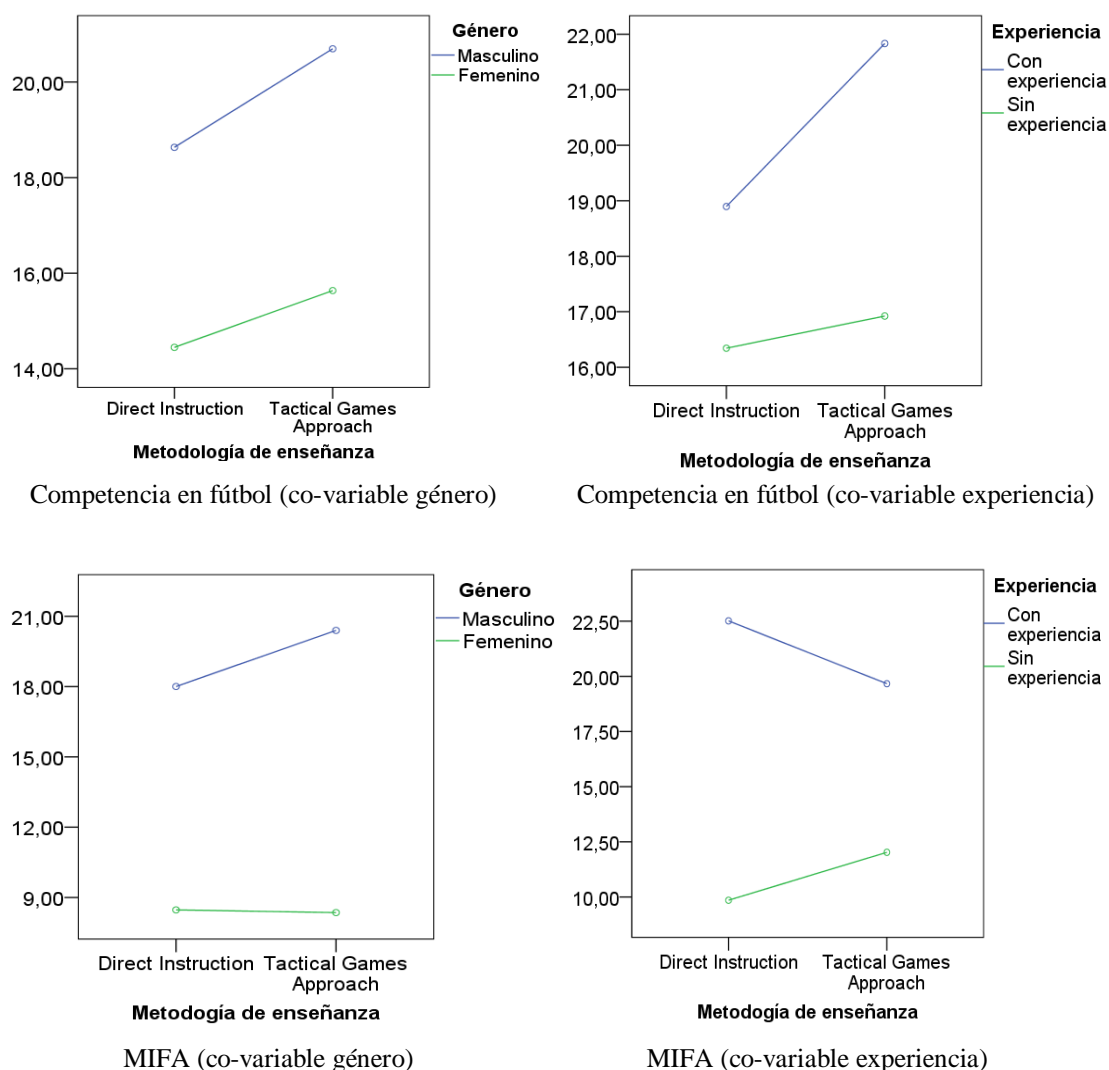 Género
Masculino
Femenino
20,00
18,00
16,00
14,00
Direct Instruction
Tactical Games
Approach
Metodología de enseñanza
Competencia en fútbol (co-variable género)
Experiencia
Con
experiencia
Sin
experiencia
22,00
21,00
20,00
19,00
18,00
17,00
16,00
Direct Instruction
Tactical Games
Approach
Metodología de enseñanza
Competencia en fútbol (co-variable experiencia)
Género
Masculino
Femenino
21,00
18,00
15,00
12,00
9,00
Direct Instruction
Tactical Games
Approach
Metodología de enseñanza
MIFA (co-variable género)
Experiencia
Con
experiencia
Sin
experiencia
22,50
20,00
17,50
15,00
12,50
10,00
Direct Instruction
Tactical Games
Approach
Metodología de enseñanza
MIFA (co-variable experiencia)